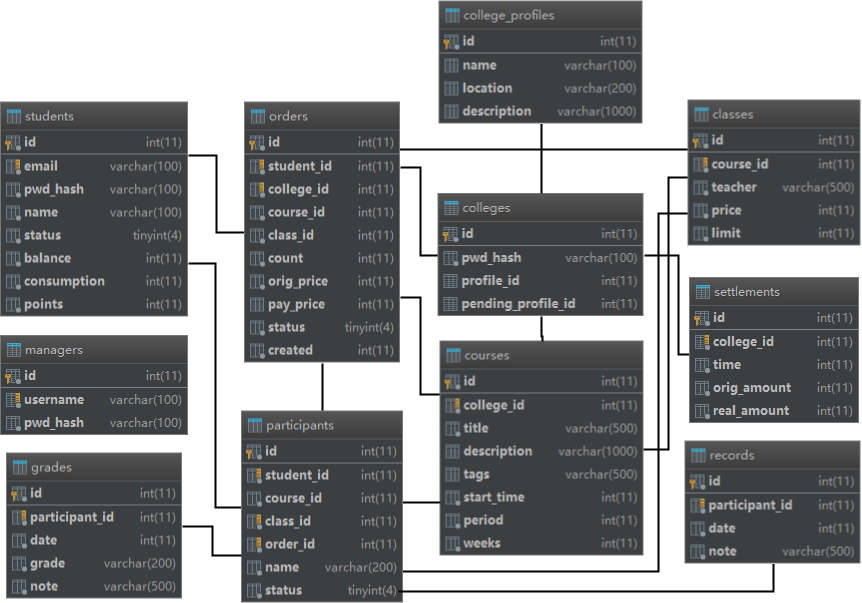 college_profiles
id int(11)
name varchar(100)
location varchar(200)
description varchar(1000)
students
id int(11)
email varchar(100)
pwd_hash varchar(100)
name varchar(100)
status tinyint(4)
balance int(11)
consumption int(11)
points int(11)
orders
id int(11)
student_id int(11)
college_id int(11)
course_id int(11)
class_id int(11)
count int(11)
orig_price int(11)
pay_price int(11)
status tinyint(4)
created int(11)
classes
id int(11)
course_id int(11)
teacher varchar(500)
price int(11)
limit int(11)
colleges
id int(11)
pwd_hash varchar(100)
profile_id int(11)
pending_profile_id int(11)
settlements
id int(11)
college_id int(11)
time int(11)
orig_amount int(11)
real_amount int(11)
managers
id int(11)
username varchar(100)
pwd_hash varchar(100)
courses
id int(11)
college_id int(11)
title varchar(500)
description varchar(1000)
tags varchar(500)
start_time int(11)
period int(11)
weeks int(11)
participants
id int(11)
student_id int(11)
course_id int(11)
class_id int(11)
order_id int(11)
name varchar(200)
status tinyint(4)
records
id int(11)
participant_id int(11)
date int(11)
note varchar(500)
grades
id int(11)
participant_id int(11)
date int(11)
grade varchar(200)
note varchar(500)